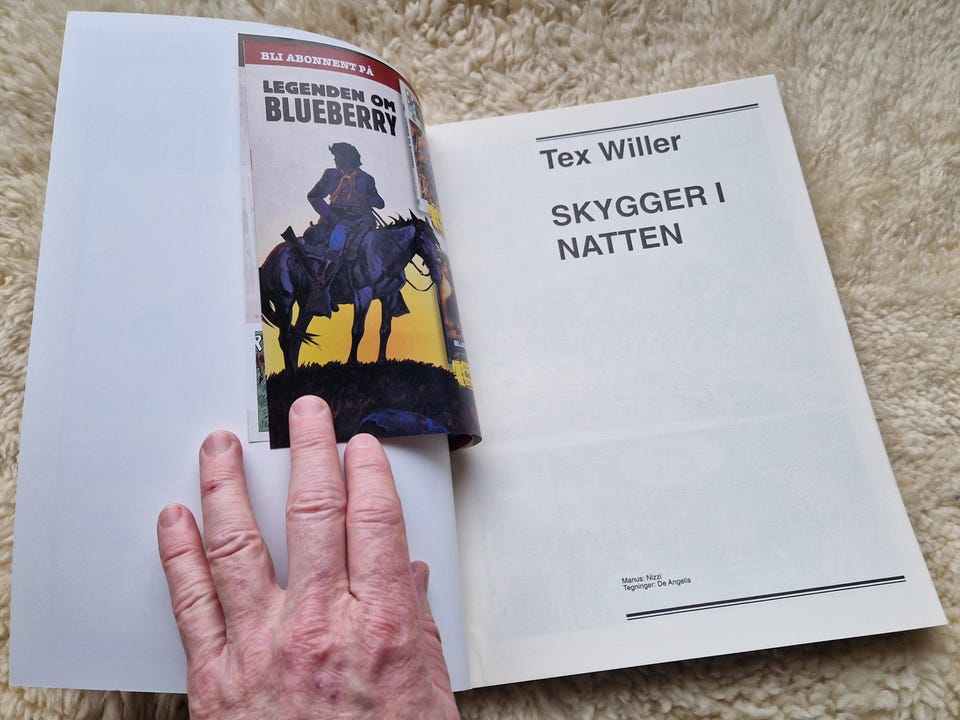 BLI ABONNENT PÅ
LEGENDEN OM
BLUEBERRY
Tex Willer
SKYGGER I
NATTEN
Manus: Nizzi
Tegninger: De Angelis